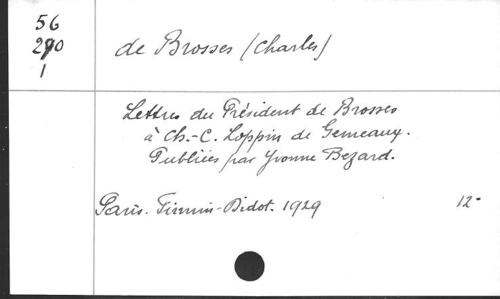 56
290
1
de Brosses (Charles)
Lettres du Président de Brosses
à Ch.-C. Loppin de Gemeaux.
Publiées par Yvonne Bezard.
Paris. Firmin-Didot. 1929
12-